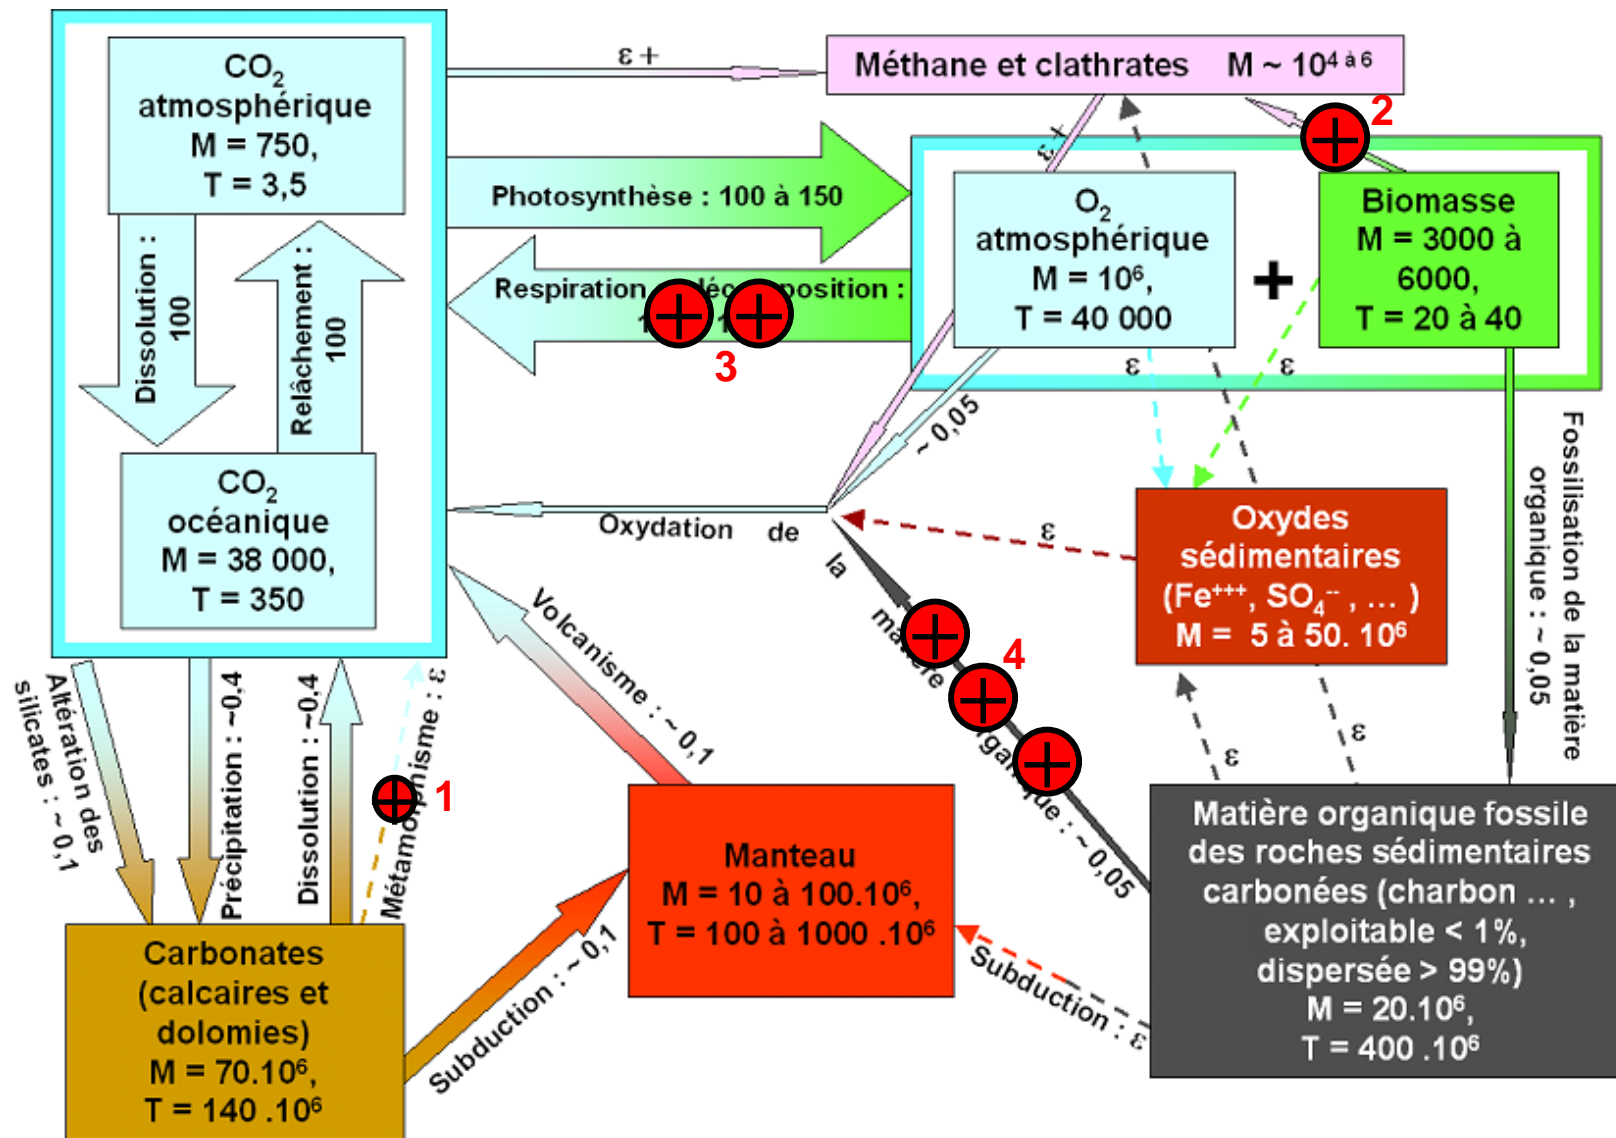 CO2
atmosphérique
M = 750,
T = 3,5
Dissolution :
100
Relâchement :
100
CO2
océanique
M = 38 000,
T = 350
ε +
Méthane et clathrates M ~ 10⁴ à ⁶
2
ε +
Photosynthèse : 100 à 150
Respiration
3
O2
atmosphérique
M = 10⁶,
T = 40 000
+
Biomasse
M = 3000 à
6000,
T = 20 à 40
ε
ε
~ 0,05
Fossilisation de la matière
organique : ~ 0,05
Oxydation de
la
ε
Oxydes
sédimentaires
(Fe⁺⁺⁺, SO4⁻⁻ , … )
M = 5 à 50. 10⁶
4
: ~ 0,05
ε
ε
Volcanisme : ~ 0,1
Altération des
silicates : ~ 0,1
Précipitation : ~0,4
Dissolution : ~0,4
Métamorphisme : ε
1
Carbonates
(calcaires et
dolomies)
M = 70.10⁶,
T = 140 .10⁶
Subduction : ~ 0,1
Manteau
M = 10 à 100.10⁶,
T = 100 à 1000 .10⁶
Subduction : ε
Matière organique fossile
des roches sédimentaires
carbonées (charbon … ,
exploitable < 1%,
dispersée > 99%)
M = 20.10⁶,
T = 400 .10⁶